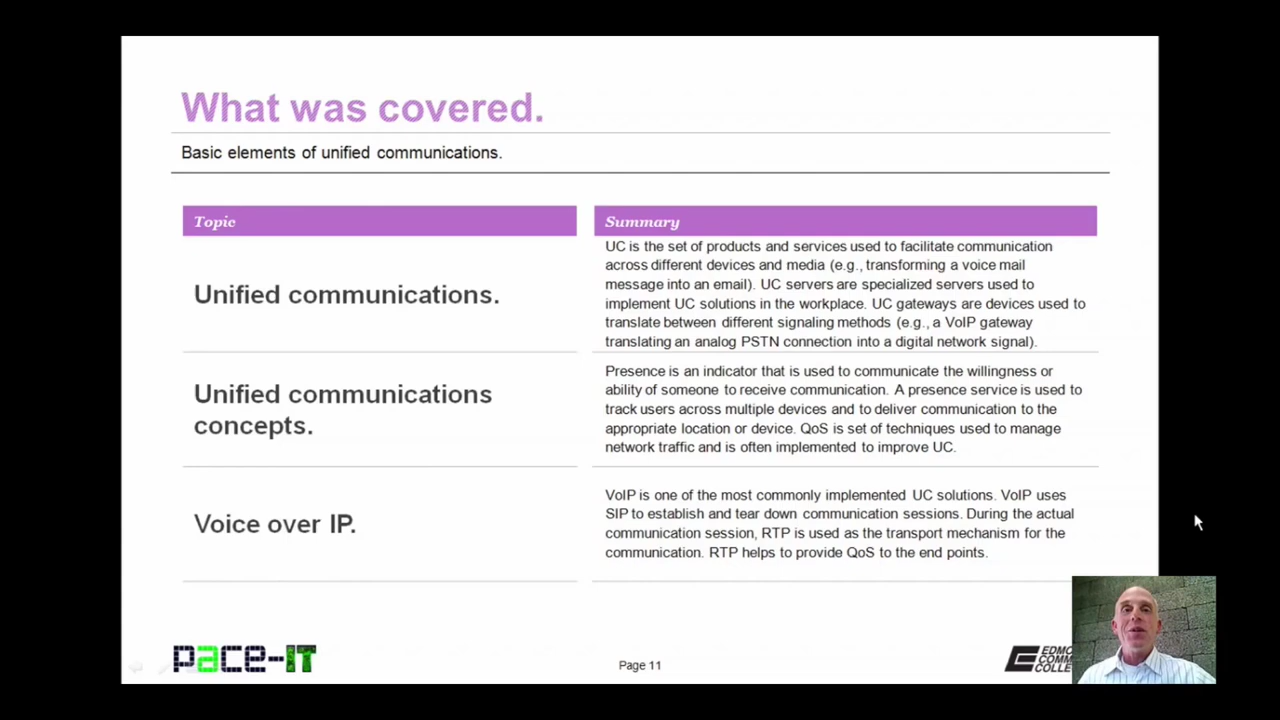 What was covered.
Basic elements of unified communications.
Topic
Summary
Unified communications.
UC is the set of products and services used to facilitate communication
across different devices and media (e.g., transforming a voice mail
message into an email). UC servers are specialized servers used to
implement UC solutions in the workplace. UC gateways are devices used to
translate between different signaling methods (e.g., a VoIP gateway
translating an analog PSTN connection into a digital network signal).
Unified communications
concepts.
Presence is an indicator that is used to communicate the willingness or
ability of someone to receive communication. A presence service is used to
track users across multiple devices and to deliver communication to the
appropriate location or device. QoS is set of techniques used to manage
network traffic and is often implemented to improve UC.
Voice over IP.
VoIP is one of the most commonly implemented UC solutions. VoIP uses
SIP to establish and tear down communication sessions. During the actual
communication session, RTP is used as the transport mechanism for the
communication. RTP helps to provide QoS to the end points.
pace-IT
Page 11